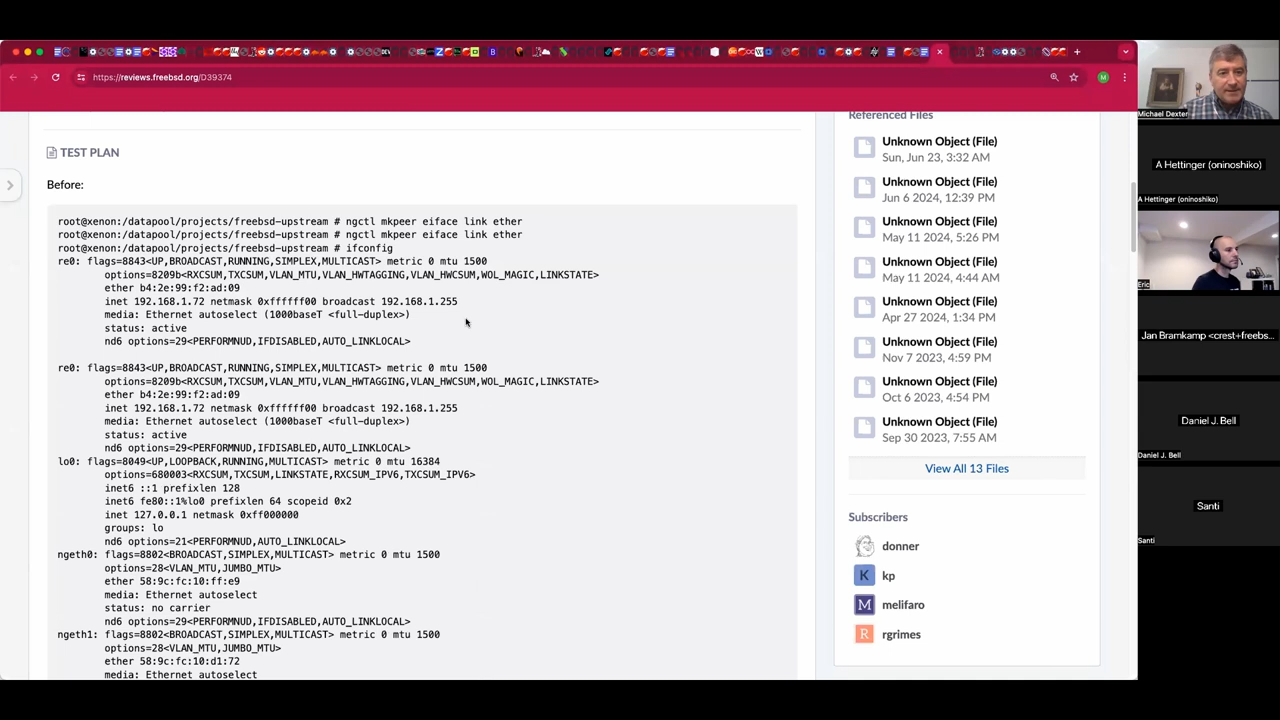 https://reviews.freebsd.org/D39374
M
TEST PLAN
Before:
root@xenon:/datapool/projects/freebsd-upstream # ngctl mkpeer eiface link ether
root@xenon:/datapool/projects/freebsd-upstream # ngctl mkpeer eiface link ether
root@xenon:/datapool/projects/freebsd-upstream # ifconfig
re0: flags=8843<UP,BROADCAST,RUNNING,SIMPLEX,MULTICAST> metric 0 mtu 1500
options=8209b<RXCSUM,TXCSUM,VLAN_MTU,VLAN_HWTAGGING,VLAN_HWCSUM,WOL_MAGIC,LINKSTATE>
ether b4:2e:99:f2:ad:09
inet 192.168.1.72 netmask 0xffffff00 broadcast 192.168.1.255
media: Ethernet autoselect (1000baseT <full-duplex>)
status: active
nd6 options=29<PERFORMNUD,IFDISABLED,AUTO_LINKLOCAL>
re0: flags=8843<UP,BROADCAST,RUNNING,SIMPLEX,MULTICAST> metric 0 mtu 1500
options=8209b<RXCSUM,TXCSUM,VLAN_MTU,VLAN_HWTAGGING,VLAN_HWCSUM,WOL_MAGIC,LINKSTATE>
ether b4:2e:99:f2:ad:09
inet 192.168.1.72 netmask 0xffffff00 broadcast 192.168.1.255
media: Ethernet autoselect (1000baseT <full-duplex>)
status: active
nd6 options=29<PERFORMNUD,IFDISABLED,AUTO_LINKLOCAL>
lo0: flags=8049<UP,LOOPBACK,RUNNING,MULTICAST> metric 0 mtu 16384
options=680003<RXCSUM,TXCSUM,LINKSTATE,RXCSUM_IPV6,TXCSUM_IPV6>
inet6 ::1 prefixlen 128
inet6 fe80::1%lo0 prefixlen 64 scopeid 0x2
inet 127.0.0.1 netmask 0xff000000
groups: lo
nd6 options=21<PERFORMNUD,AUTO_LINKLOCAL>
ngeth0: flags=8802<BROADCAST,SIMPLEX,MULTICAST> metric 0 mtu 1500
options=28<VLAN_MTU,JUMBO_MTU>
ether 58:9c:fc:10:ff:e9
media: Ethernet autoselect
status: no carrier
nd6 options=29<PERFORMNUD,IFDISABLED,AUTO_LINKLOCAL>
ngeth1: flags=8802<BROADCAST,SIMPLEX,MULTICAST> metric 0 mtu 1500
options=28<VLAN_MTU,JUMBO_MTU>
ether 58:9c:fc:10:d1:72
media: Ethernet autoselect
Referenced Files
Unknown Object (File)
Sun, Jun 23, 3:32 AM
Unknown Object (File)
Jun 6 2024, 12:39 PM
Unknown Object (File)
May 11 2024, 5:26 PM
Unknown Object (File)
May 11 2024, 4:44 AM
Unknown Object (File)
Apr 27 2024, 1:34 PM
Unknown Object (File)
Nov 7 2023, 4:59 PM
Unknown Object (File)
Oct 6 2023, 4:54 PM
Unknown Object (File)
Sep 30 2023, 7:55 AM
View All 13 Files
Subscribers
donner
K kp
M melifaro
R rgrimes
Michael Dexter
A Hettinger (oninoshiko)
A Hettinger (oninoshiko)
Eric
Jan Bramkamp <crest+freebs...
Daniel J. Bell
Daniel J. Bell
Santi
Santi